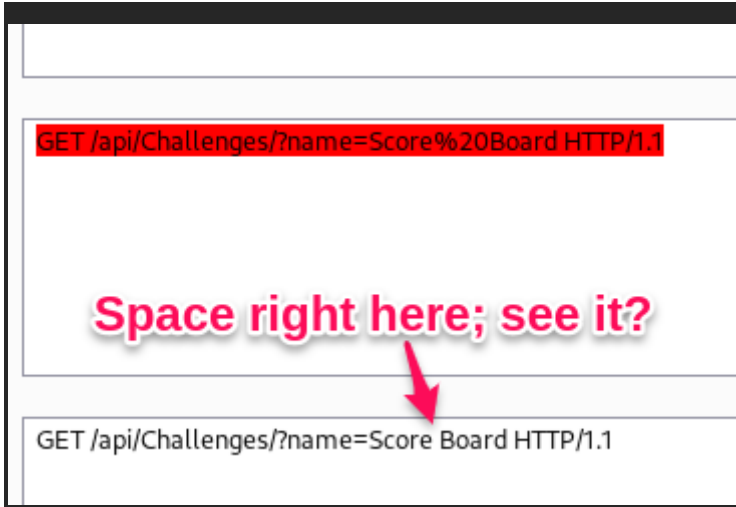 GET /api/Challenges/?name=Score%20Board HTTP/1.1
Space right here; see it?
GET /api/Challenges/?name=Score Board HTTP/1.1